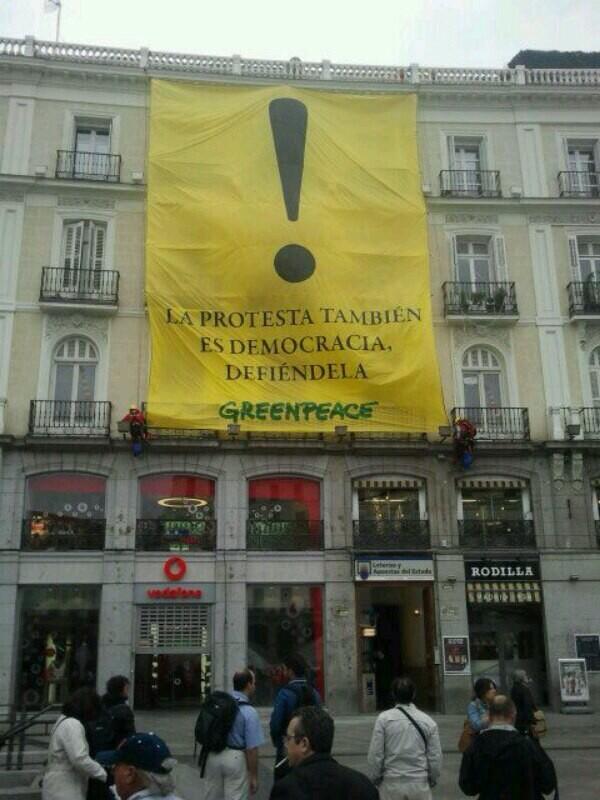 !
LA PROTESTA TAMBIÉN
ES DEMOCRACIA,
DEFIÉNDELA
GREENPEACE
vodafone
Loterías y
Apuestas del Estado
RODILLA